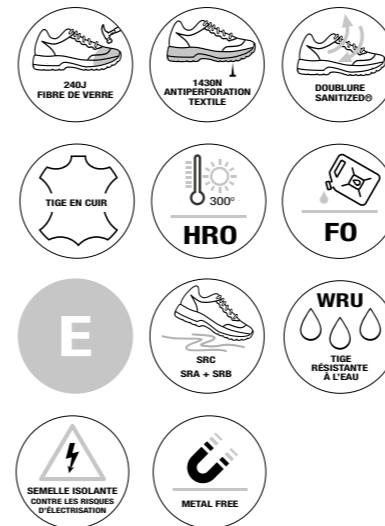 240J
FIBRE DE VERRE
1430N
ANTIPERFORATION
TEXTILE
DOUBLURE
SANITIZED®
TIGE EN CUIR
300°
HRO
FO
E
SRC
SRA + SRB
WRU
TIGE
RÉSISTANTE
À L'EAU
SEMELLE ISOLANTE
CONTRE LES RISQUES
D'ÉLECTRISATION
METAL FREE